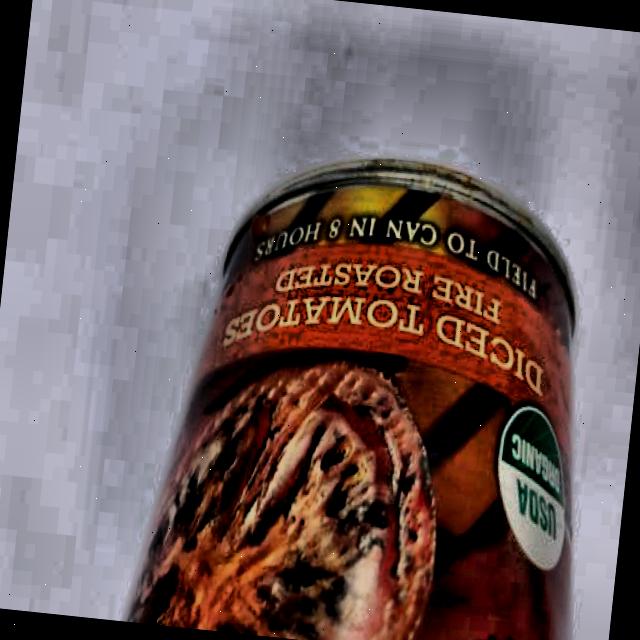 DICED TOMATOES
FIRE ROASTED
FIELD TO CAN IN 8 HOURS
USDA
ORGANIC